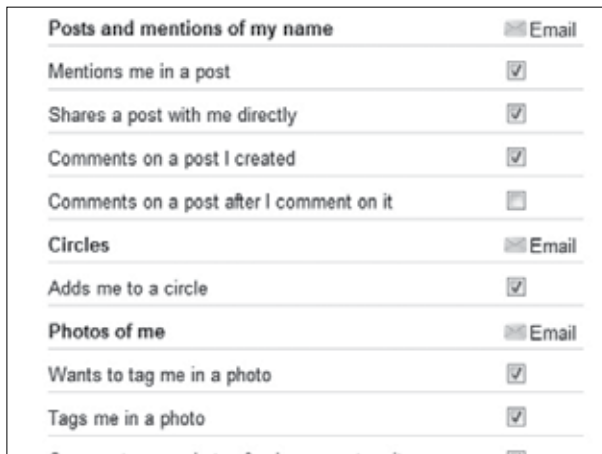 Posts and mentions of my name Email
Mentions me in a post
Shares a post with me directly
Comments on a post I created
Comments on a post after I comment on it
Circles Email
Adds me to a circle
Photos of me Email
Wants to tag me in a photo
Tags me in a photo